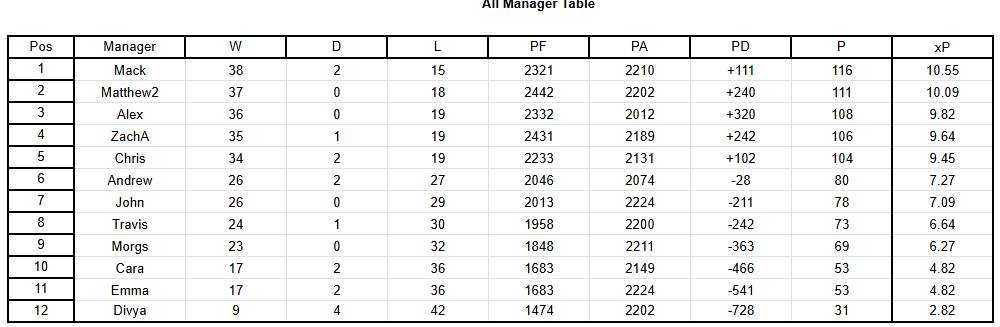 All Manager Table
Pos Manager W D L PF PA PD P xP
1 Mack 38 2 15 2321 2210 +111 116 10.55
2 Matthew2 37 0 18 2442 2202 +240 111 10.09
3 Alex 36 0 19 2332 2012 +320 108 9.82
4 ZachA 35 1 19 2431 2189 +242 106 9.64
5 Chris 34 2 19 2233 2131 +102 104 9.45
6 Andrew 26 2 27 2046 2074 -28 80 7.27
7 John 26 0 29 2013 2224 -211 78 7.09
8 Travis 24 1 30 1958 2200 -242 73 6.64
9 Morgs 23 0 32 1848 2211 -363 69 6.27
10 Cara 17 2 36 1683 2149 -466 53 4.82
11 Emma 17 2 36 1683 2224 -541 53 4.82
12 Divya 9 4 42 1474 2202 -728 31 2.82